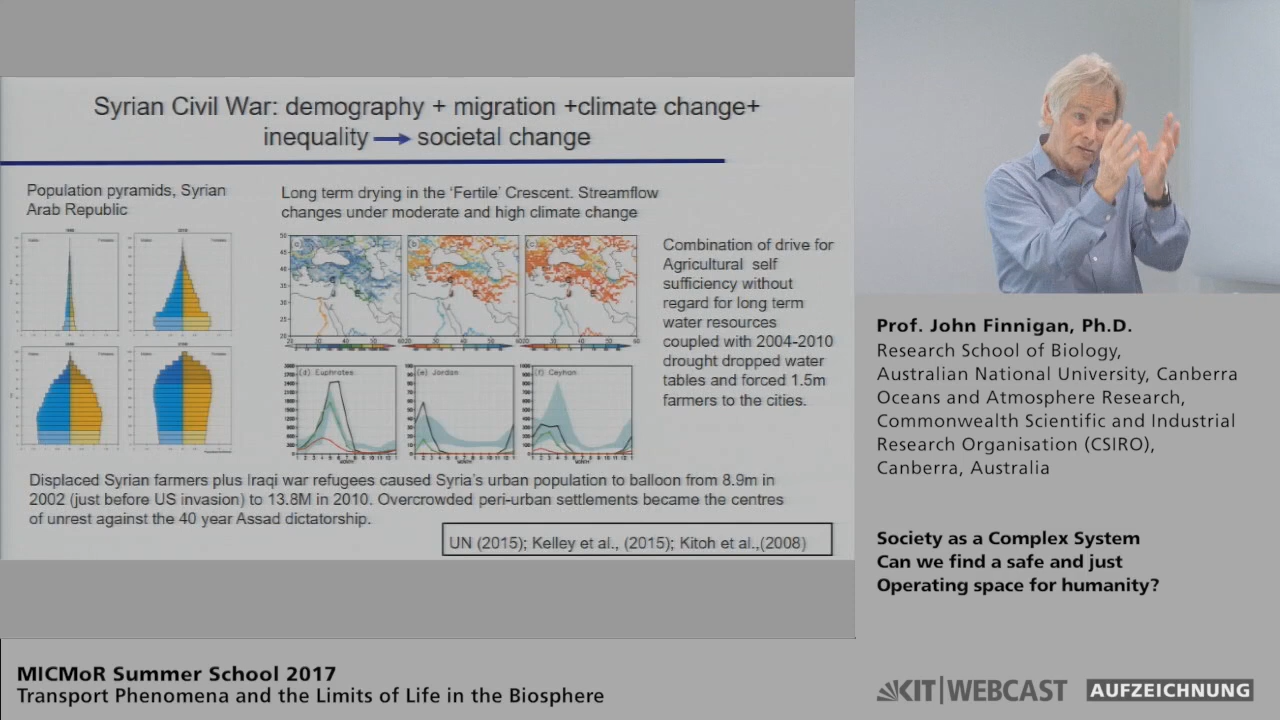 Syrian Civil War: demography + migration +climate change+
inequality → societal change
Population pyramids, Syrian
Arab Republic
Long term drying in the ‘Fertile’ Crescent. Streamflow
changes under moderate and high climate change
(d) Euphrates
(e) Jordan
(f) Ceyhan
MONTH
MONTH
MONTH
Combination of drive for
Agricultural self
sufficiency without
regard for long term
water resources
coupled with 2004-2010
drought dropped water
tables and forced 1.5m
farmers to the cities.
Displaced Syrian farmers plus Iraqi war refugees caused Syria’s urban population to balloon from 8.9m in
2002 (just before US invasion) to 13.8M in 2010. Overcrowded peri-urban settlements became the centres
of unrest against the 40 year Assad dictatorship.
UN (2015); Kelley et al., (2015); Kitoh et al.,(2008)
Prof. John Finnigan, Ph.D.
Research School of Biology,
Australian National University, Canberra
Oceans and Atmosphere Research,
Commonwealth Scientific and Industrial
Research Organisation (CSIRO),
Canberra, Australia
Society as a Complex System
Can we find a safe and just
Operating space for humanity?
MICMoR Summer School 2017
Transport Phenomena and the Limits of Life in the Biosphere
KIT|WEBCAST
AUFZEICHNUNG